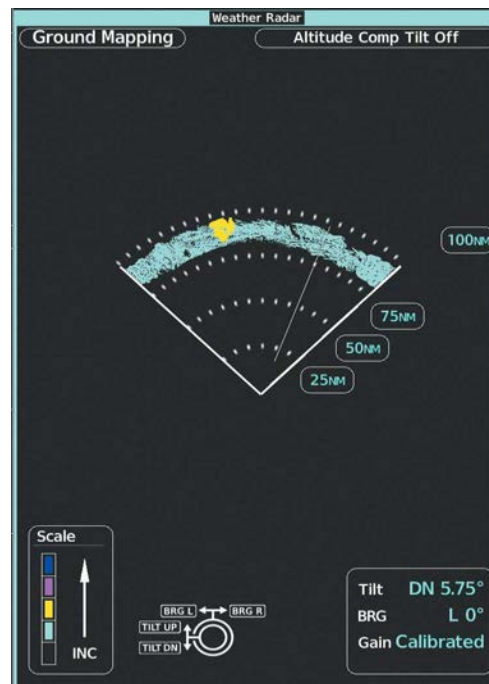 Weather Radar
Ground Mapping
Altitude Comp Tilt Off
100NM
75NM
50NM
25NM
Scale
INC
BRG L
BRG R
TILT UP
TILT DN
Tilt DN 5.75°
BRG L 0°
Gain Calibrated